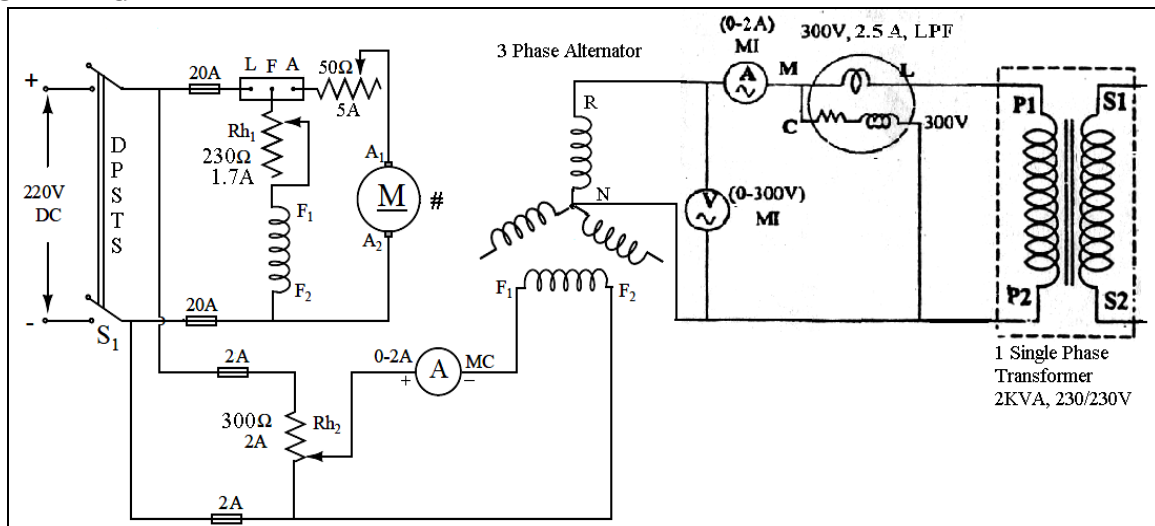 +
220V
DC
-
DPSTS
S1
20A
L F A
50Ω
5A
Rh1
230Ω
1.7A
F1
F2
A1
M
#
A2
20A
2A
300Ω
2A
Rh2
2A
0-2A
+
A
MC
−
3 Phase Alternator
R
N
F1
F2
(0-2A)
MI
A
300V, 2.5 A, LPF
M
L
C
300V
V
(0-300V)
MI
P1
S1
P2
S2
1 Single Phase
Transformer
2KVA, 230/230V